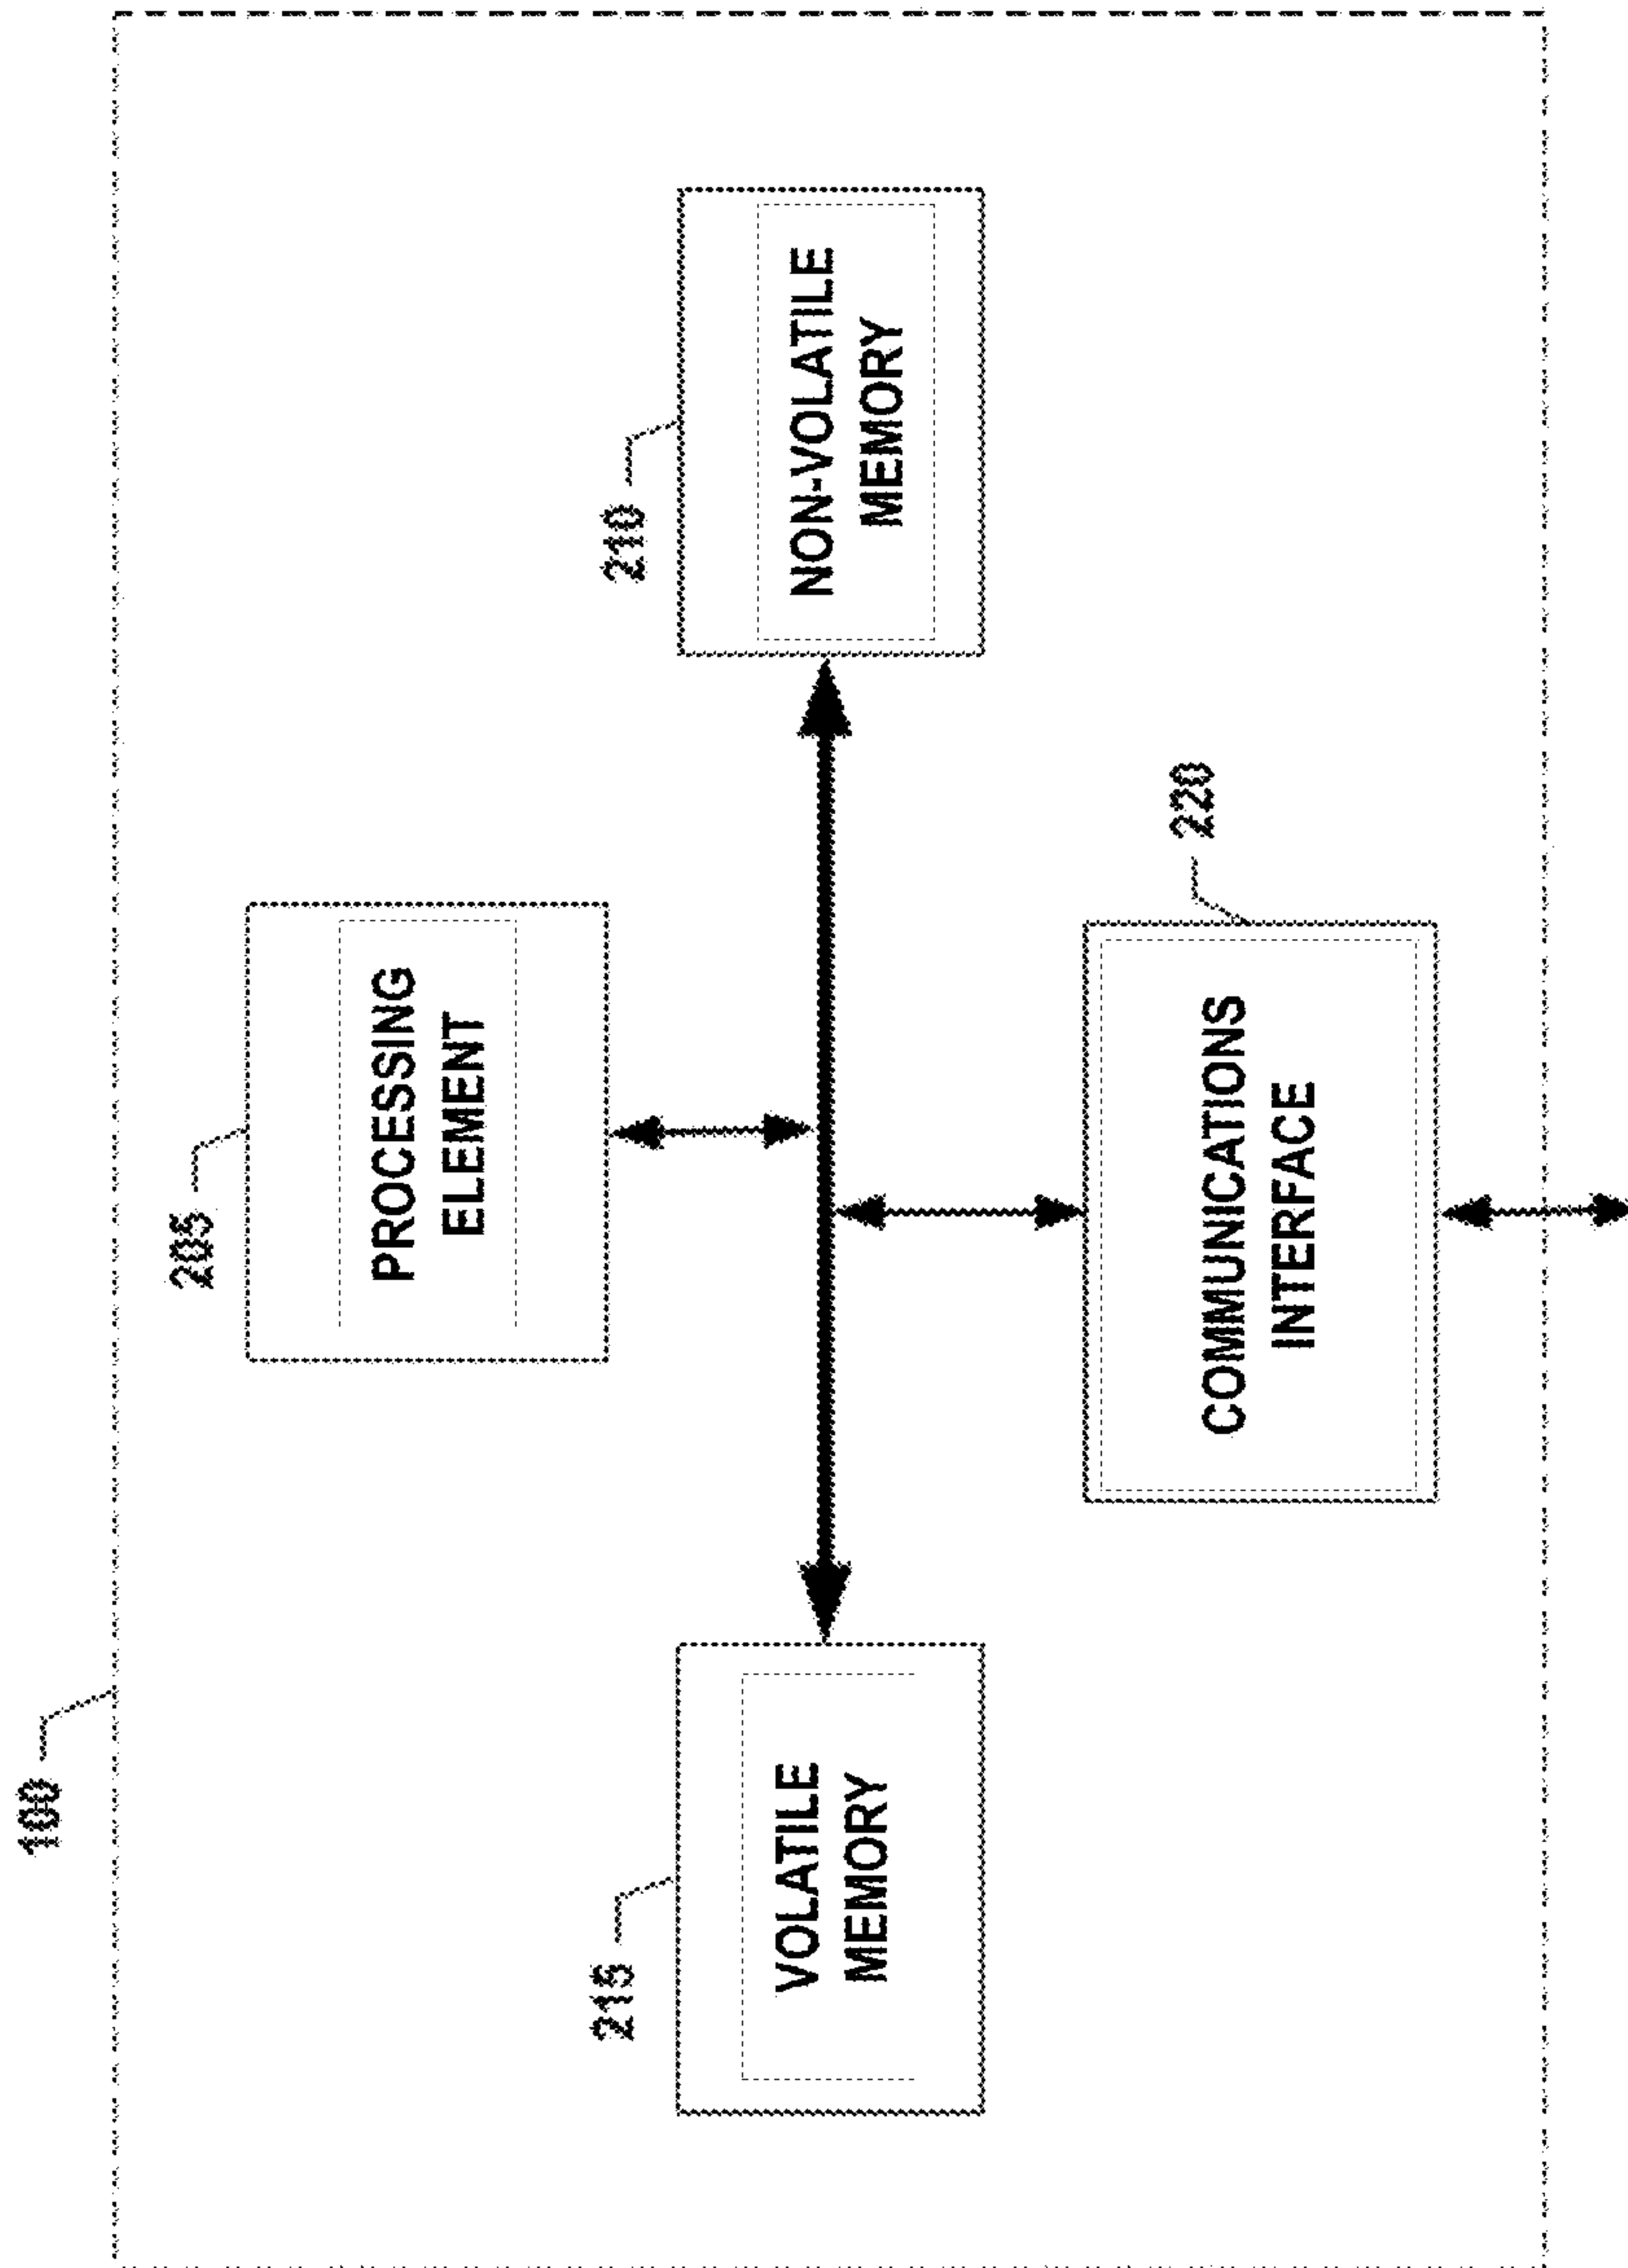 100
205
PROCESSING
ELEMENT
215
VOLATILE
MEMORY
210
NON-VOLATILE
MEMORY
220
COMMUNICATIONS
INTERFACE